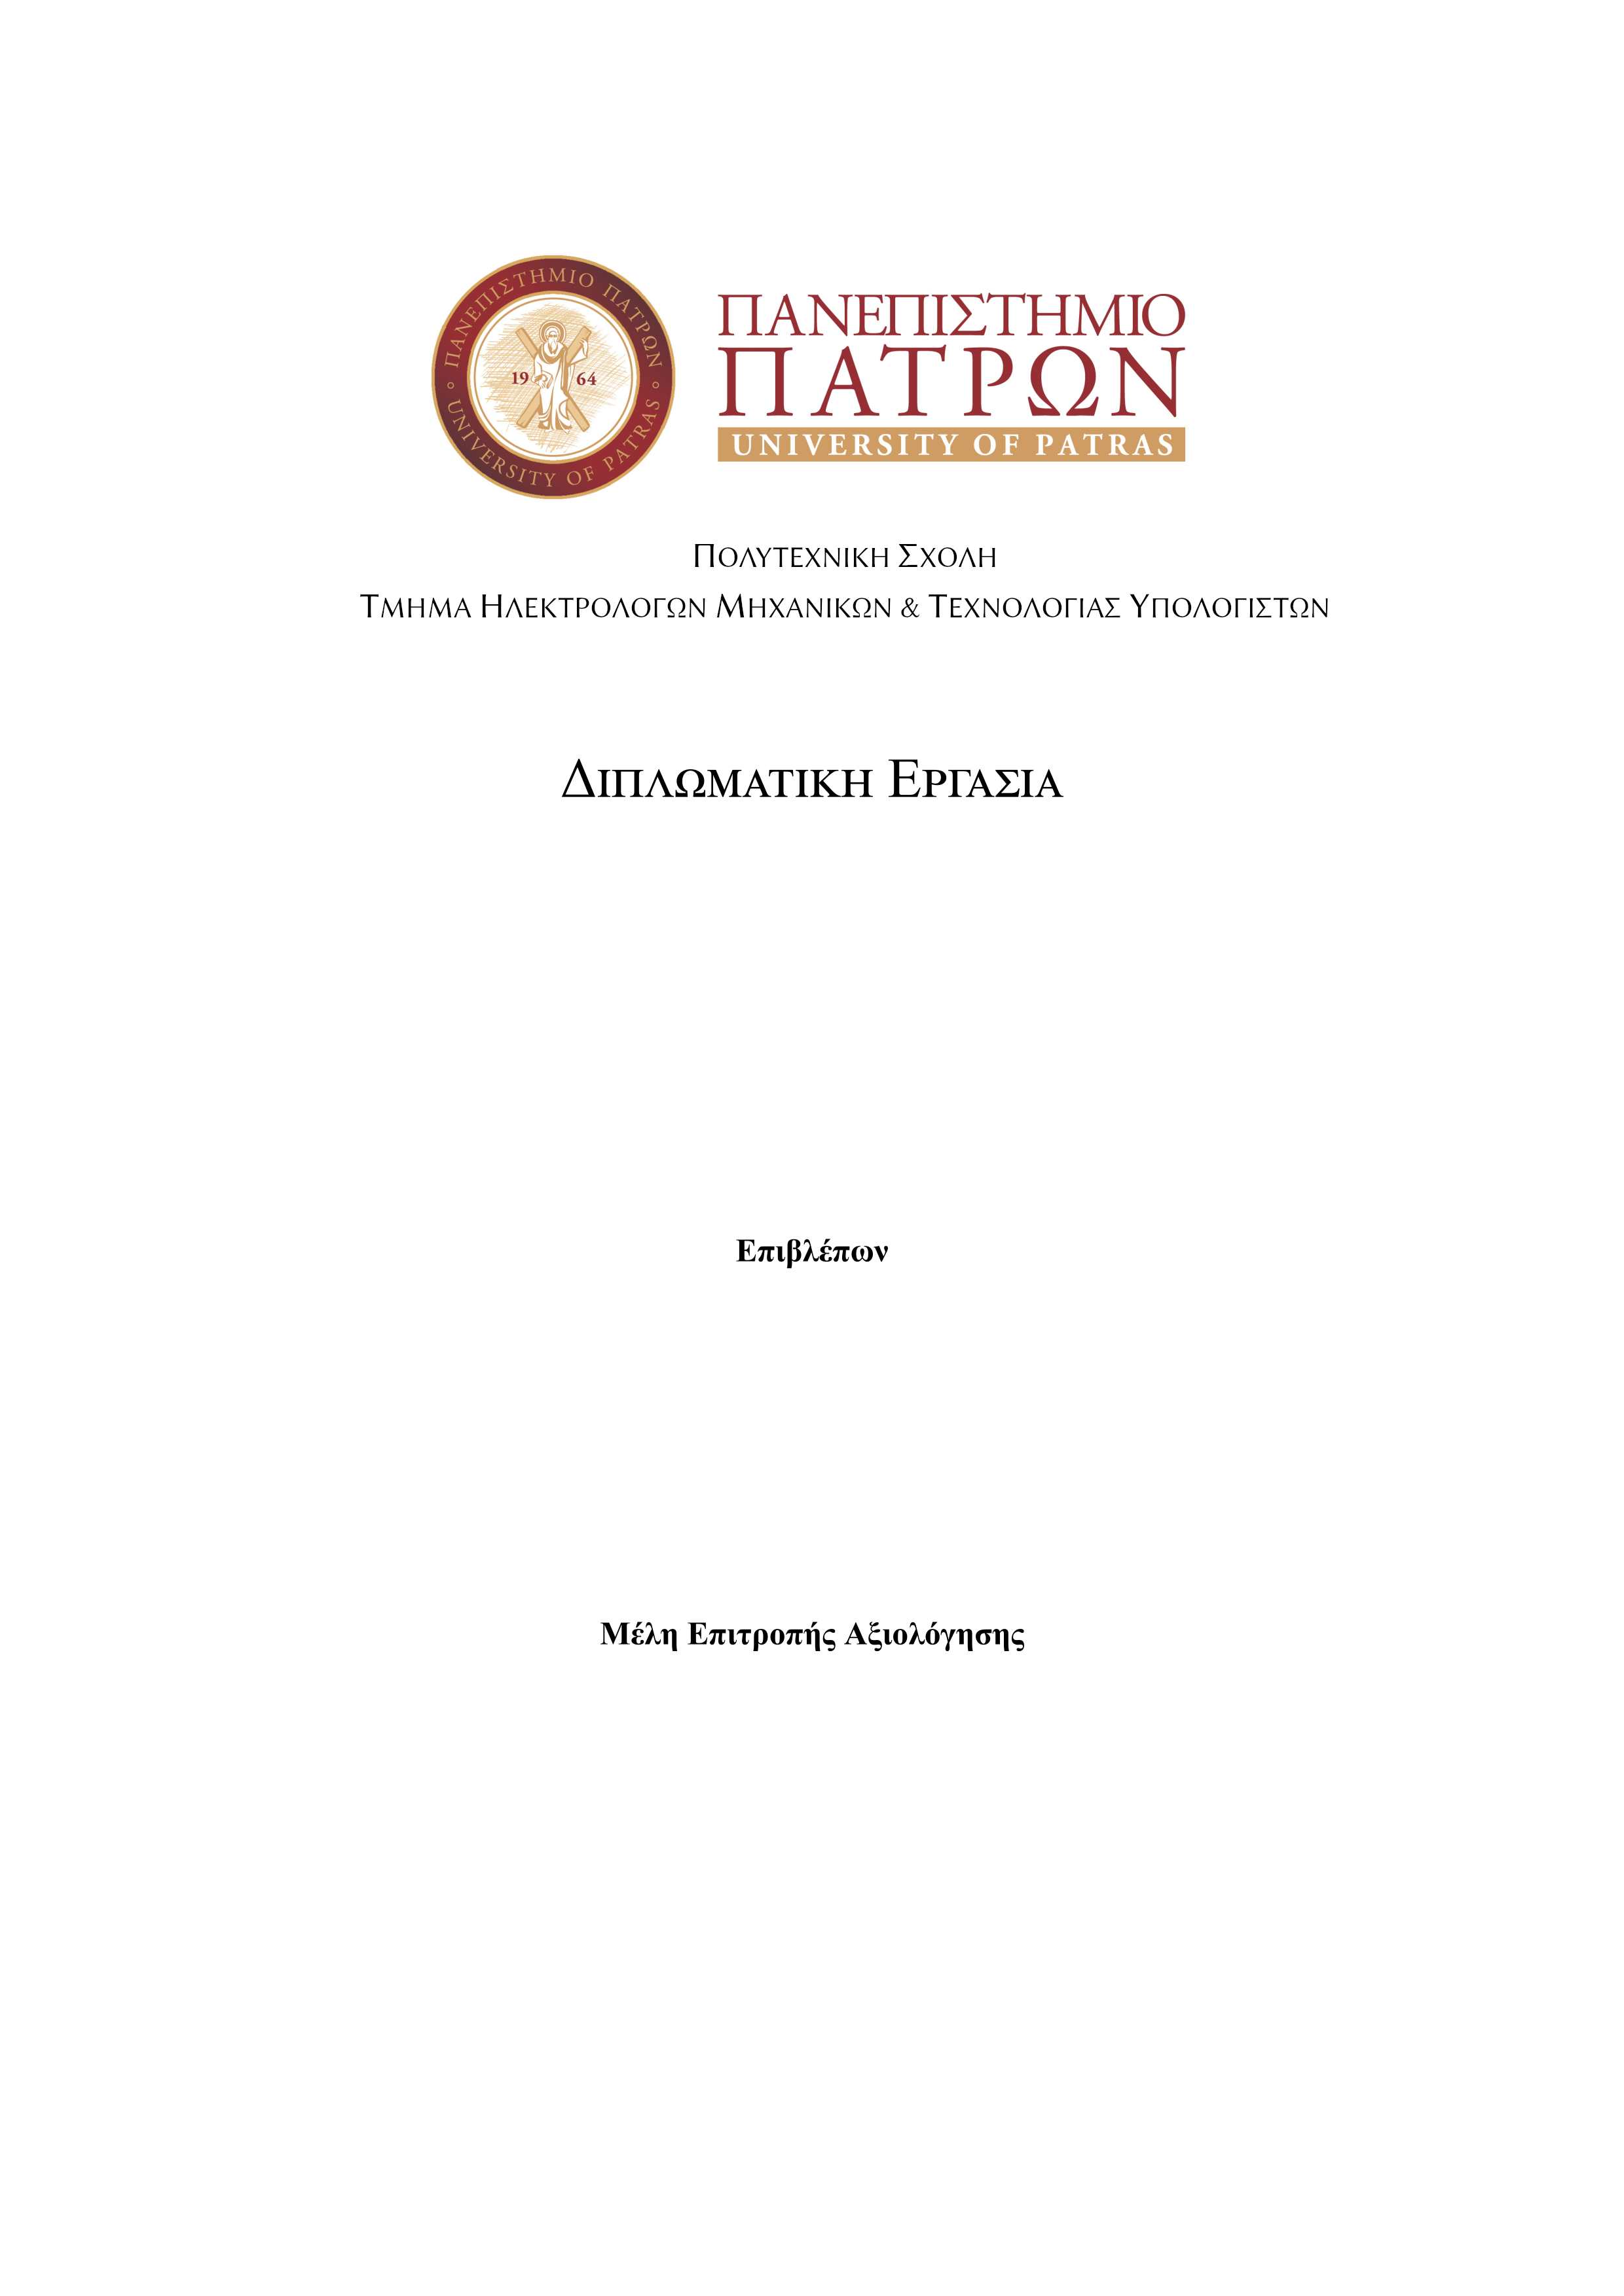 ΠΑΝΕΠΙΣΤΗΜΙΟ ΠΑΤΡΩΝ
19 64
UNIVERSITY OF PATRAS
ΠΑΝΕΠΙΣΤΗΜΙΟ
ΠΑΤΡΩΝ
UNIVERSITY OF PATRAS
ΠΟΛΥΤΕΧΝΙΚΗ ΣΧΟΛΗ
ΤΜΗΜΑ ΗΛΕΚΤΡΟΛΟΓΩΝ ΜΗΧΑΝΙΚΩΝ & ΤΕΧΝΟΛΟΓΙΑΣ ΥΠΟΛΟΓΙΣΤΩΝ
ΔΙΠΛΩΜΑΤΙΚΗ ΕΡΓΑΣΙΑ
Επιβλέπων
Μέλη Επιτροπής Αξιολόγησης